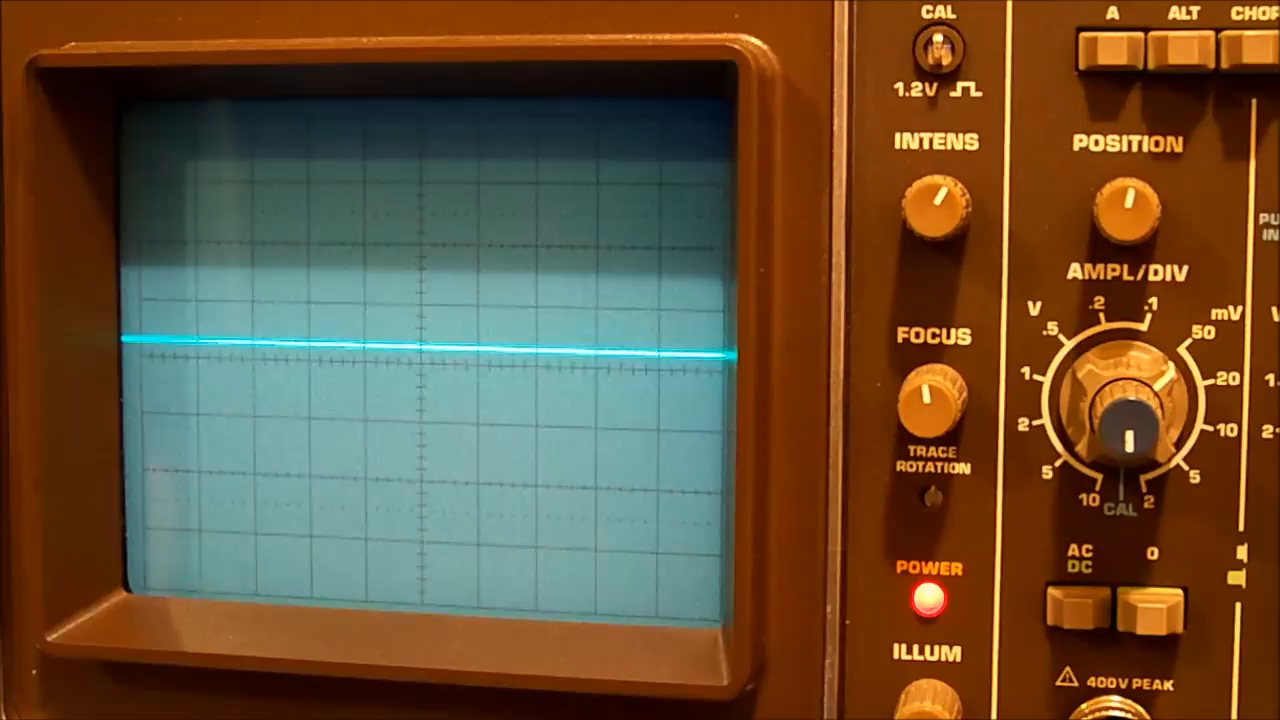 CAL
1.2V
INTENS
FOCUS
TRACE
ROTATION
POWER
ILLUM
A ALT
POSITION
AMPL/DIV
V mV
.5 .2 .1 50
1 20
2 10
5 5
10 CAL 2
AC
DC
0
400V PEAK